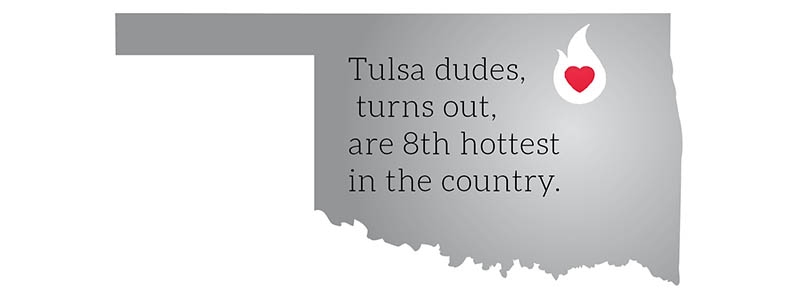 Tulsa dudes,
turns out,
are 8th hottest
in the country.